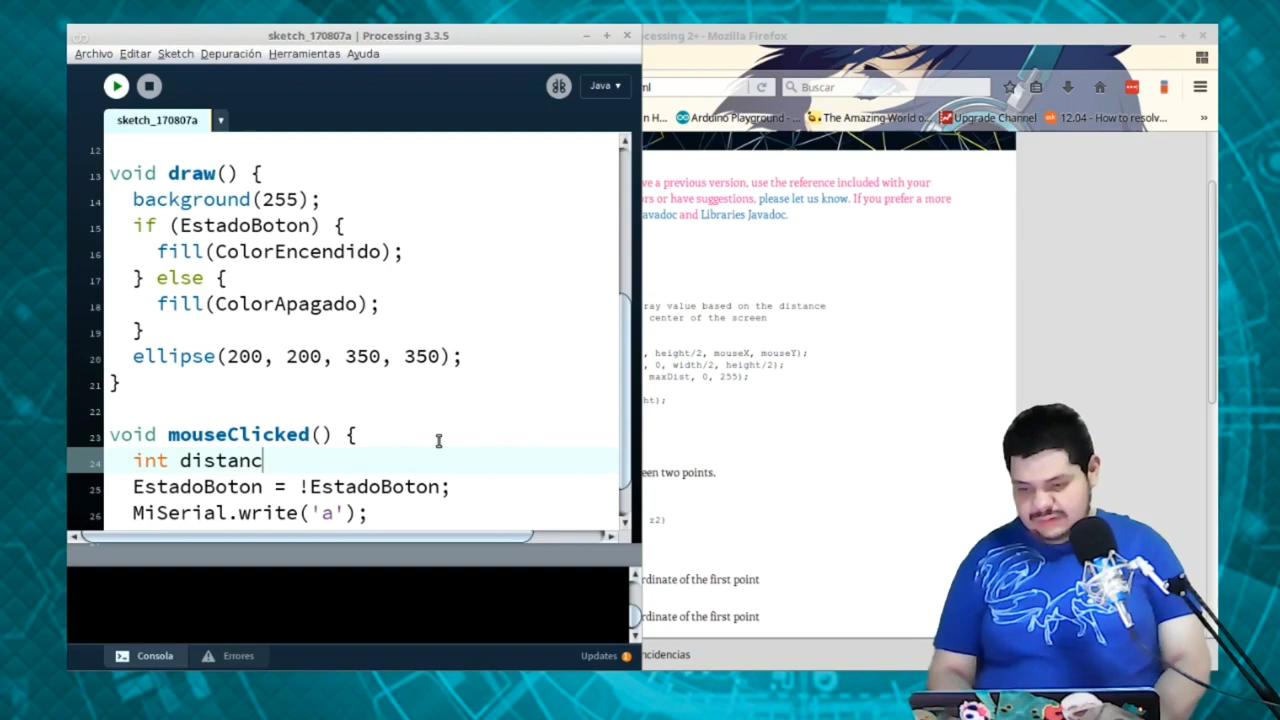 sketch_170807a | Processing 3.3.5
Archivo Editar Sketch Depuración Herramientas Ayuda
Java
sketch_170807a
12
13 void draw() {
14 background(255);
15 if (EstadoBoton) {
16 fill(ColorEncendido);
17 } else {
18 fill(ColorApagado);
19 }
20 ellipse(200, 200, 350, 350);
21 }
22
23 void mouseClicked() {
24 int distanc
25 EstadoBoton = !EstadoBoton;
26 MiSerial.write('a');
Consola Errores Updates 1
cessing 2+ - Mozilla Firefox
nl Buscar
n H... Arduino Playground - ... The Amazing World o... Upgrade Channel 12.04 - How to resolv... »
ve a previous version, use the reference included with your
rs or have suggestions, please let us know. If you prefer a more
avadoc and Libraries Javadoc.
ray value based on the distance
center of the screen
, height/2, mouseX, mouseY);
, 0, width/2, height/2);
maxDist, 0, 255);
ht);
een two points.
z2)
rdinate of the first point
rdinate of the first point
ncidencias